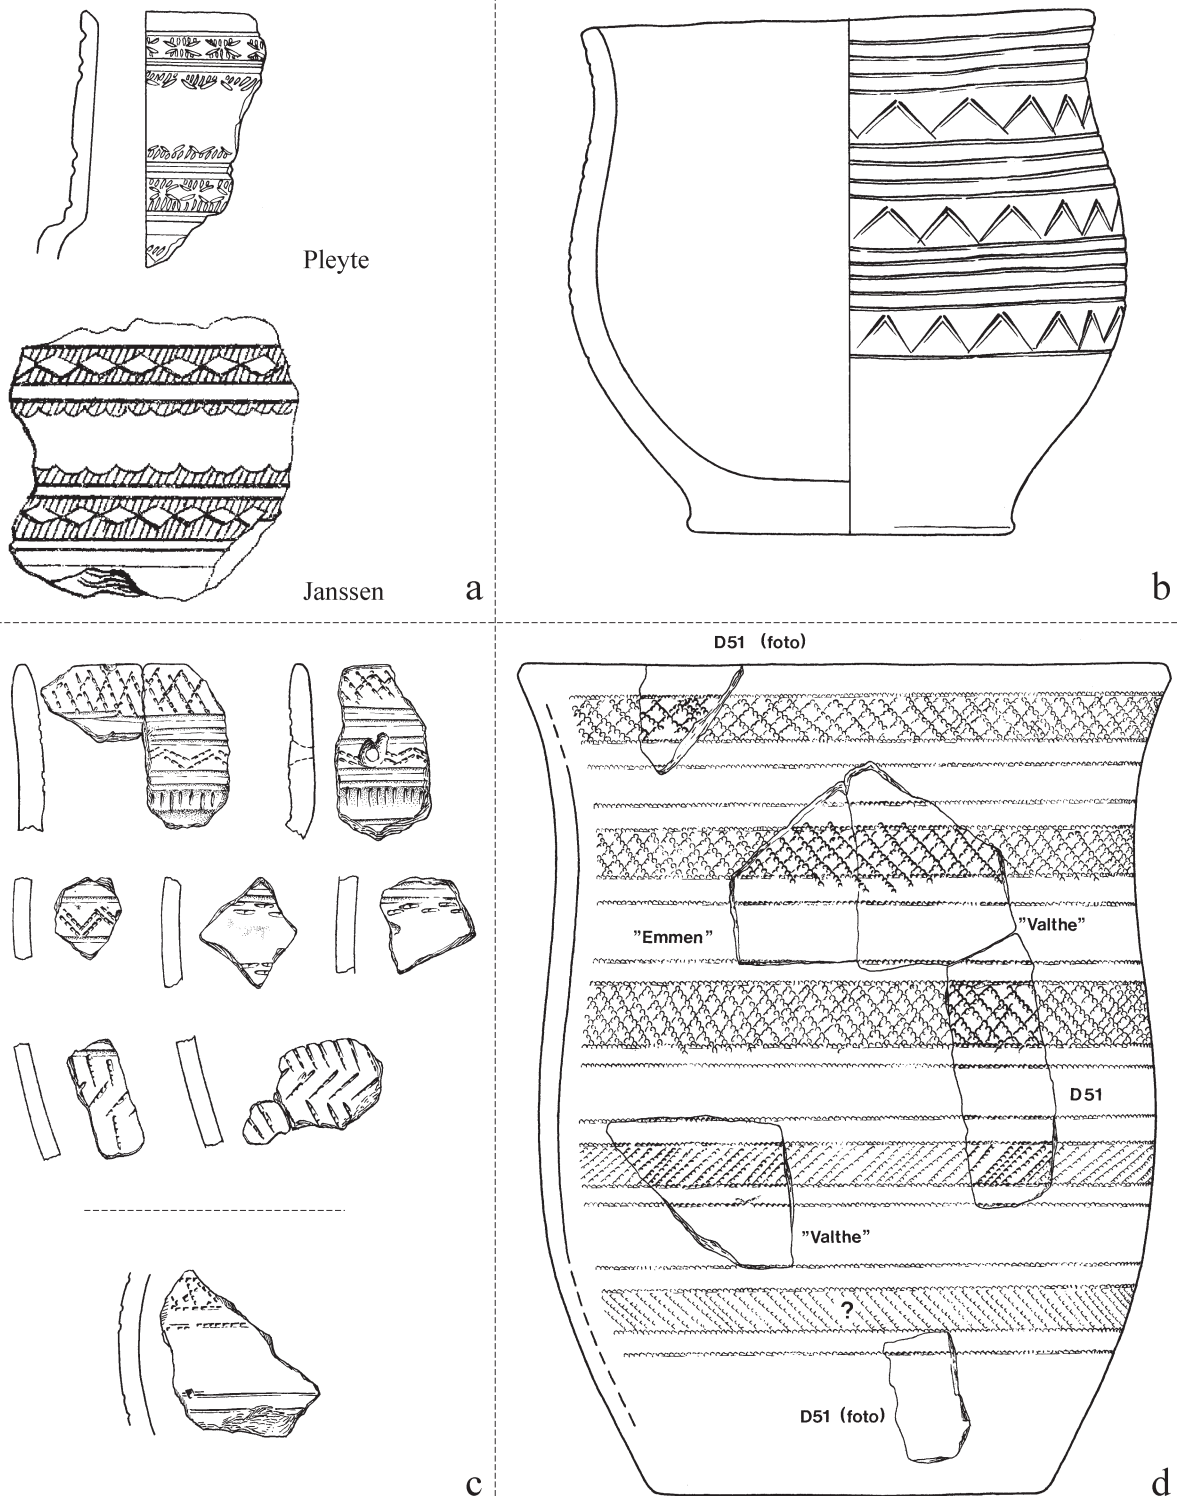 Pleyte
Janssen
a
b
c
D51 (foto)
"Emmen"
"Valthe"
D51
"Valthe"
?
D51 (foto)
d